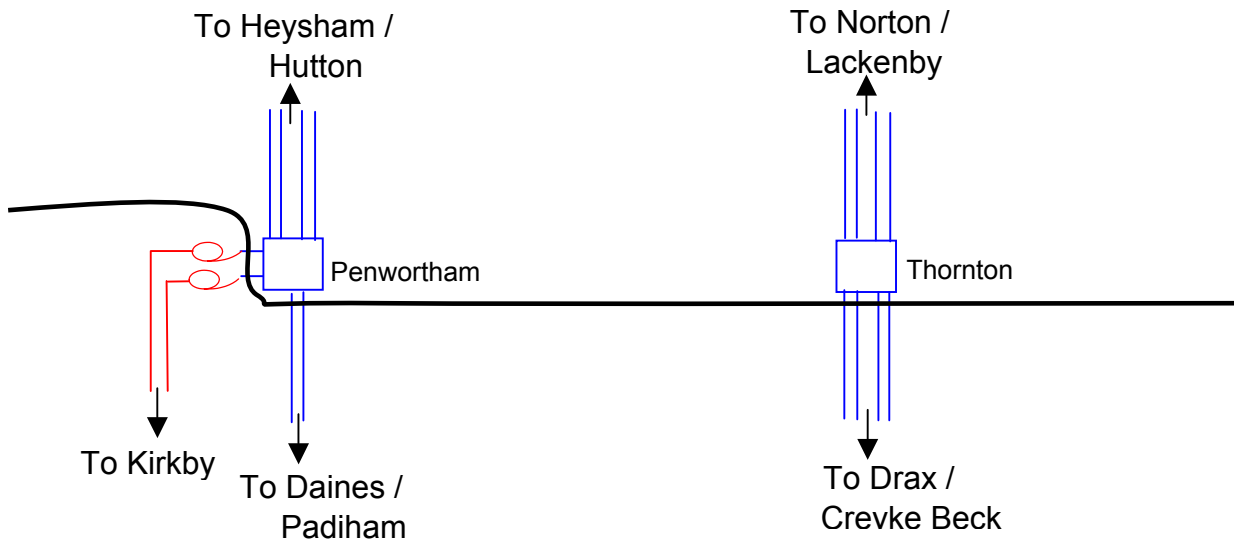 To Heysham /
Hutton
To Norton /
Lackenby
Penwortham
Thornton
To Kirkby
To Daines /
Padiham
To Drax /
Crevke Beck